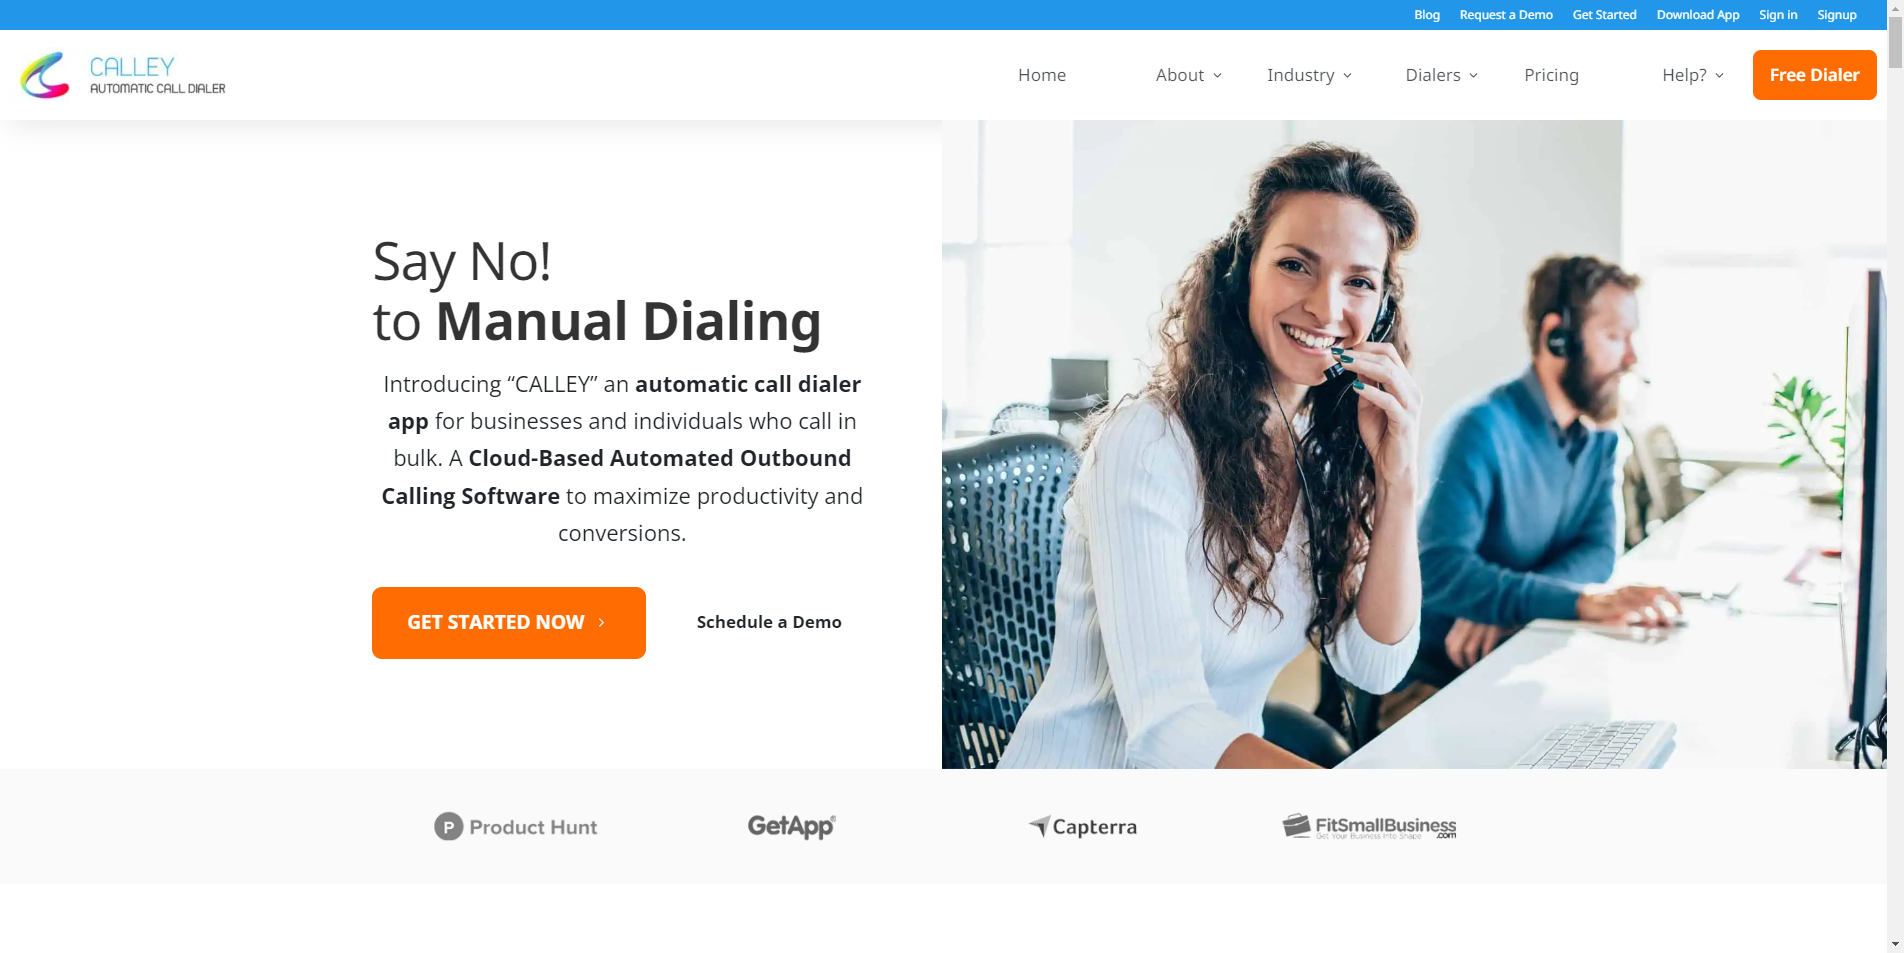 Blog Request a Demo Get Started Download App Sign in Signup
CALLEY
AUTOMATIC CALL DIALER
Home About Industry Dialers Pricing Help? Free Dialer
Say No!
to Manual Dialing
Introducing “CALLEY” an automatic call dialer
app for businesses and individuals who call in
bulk. A Cloud-Based Automated Outbound
Calling Software to maximize productivity and
conversions.
GET STARTED NOW Schedule a Demo
P Product Hunt
GetApp®
Capterra
FitSmallBusiness
Get Your Business Into Shape .com